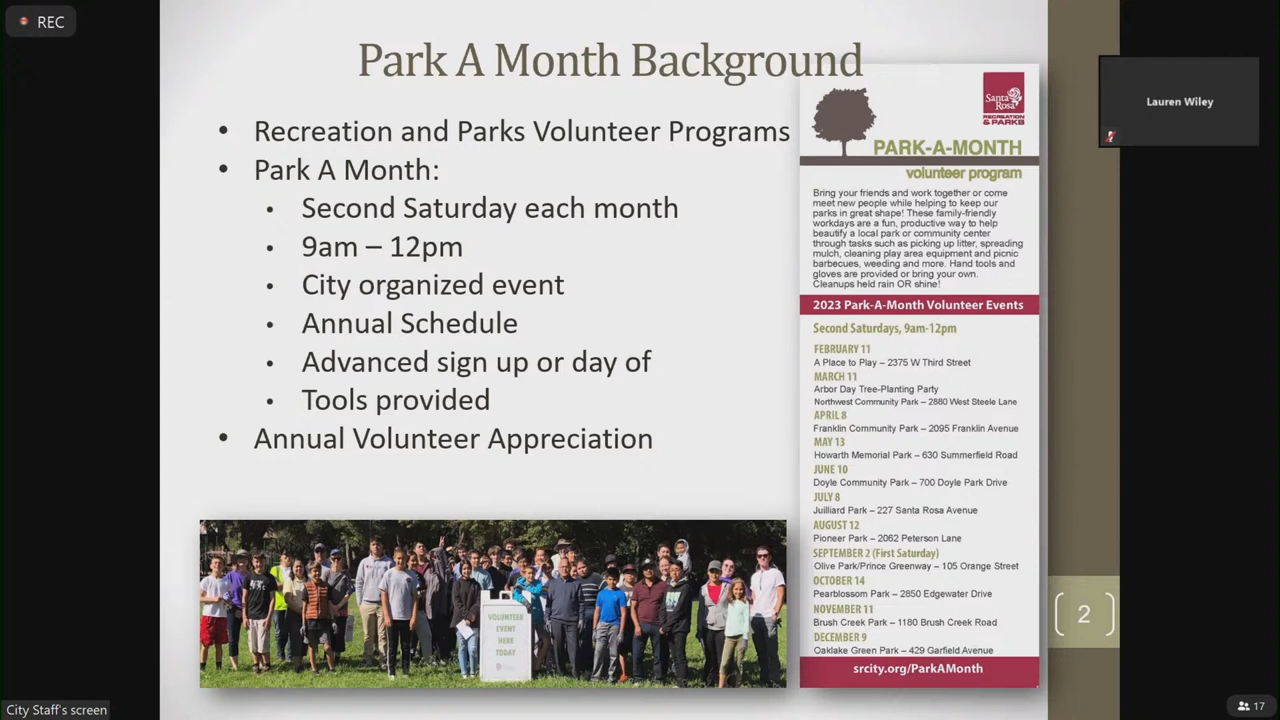 REC
Park A Month Background
• Recreation and Parks Volunteer Programs
• Park A Month:
• Second Saturday each month
• 9am – 12pm
• City organized event
• Annual Schedule
• Advanced sign up or day of
• Tools provided
• Annual Volunteer Appreciation
VOLUNTEER
EVENT
HERE
TODAY
Santa
Rosa
RECREATION
& PARKS
PARK-A-MONTH
volunteer program
Bring your friends and work together or come
meet new people while helping to keep our
parks in great shape! These family-friendly
workdays are a fun, productive way to help
beautify a local park or community center
through tasks such as picking up litter, spreading
mulch, cleaning play area equipment and picnic
barbecues, weeding and more. Hand tools and
gloves are provided or bring your own.
Cleanups held rain OR shine!
2023 Park-A-Month Volunteer Events
Second Saturdays, 9am-12pm
FEBRUARY 11
A Place to Play – 2375 W Third Street
MARCH 11
Arbor Day Tree-Planting Party
Northwest Community Park – 2880 West Steele Lane
APRIL 8
Franklin Community Park – 2095 Franklin Avenue
MAY 13
Howarth Memorial Park – 630 Summerfield Road
JUNE 10
Doyle Community Park – 700 Doyle Park Drive
JULY 8
Juilliard Park – 227 Santa Rosa Avenue
AUGUST 12
Pioneer Park – 2062 Peterson Lane
SEPTEMBER 2 (First Saturday)
Olive Park/Prince Greenway – 105 Orange Street
OCTOBER 14
Pearblossom Park – 2850 Edgewater Drive
NOVEMBER 11
Brush Creek Park – 1180 Brush Creek Road
DECEMBER 9
Oaklake Green Park – 429 Garfield Avenue
srcity.org/ParkAMonth
2
Lauren Wiley
City Staff's screen
17